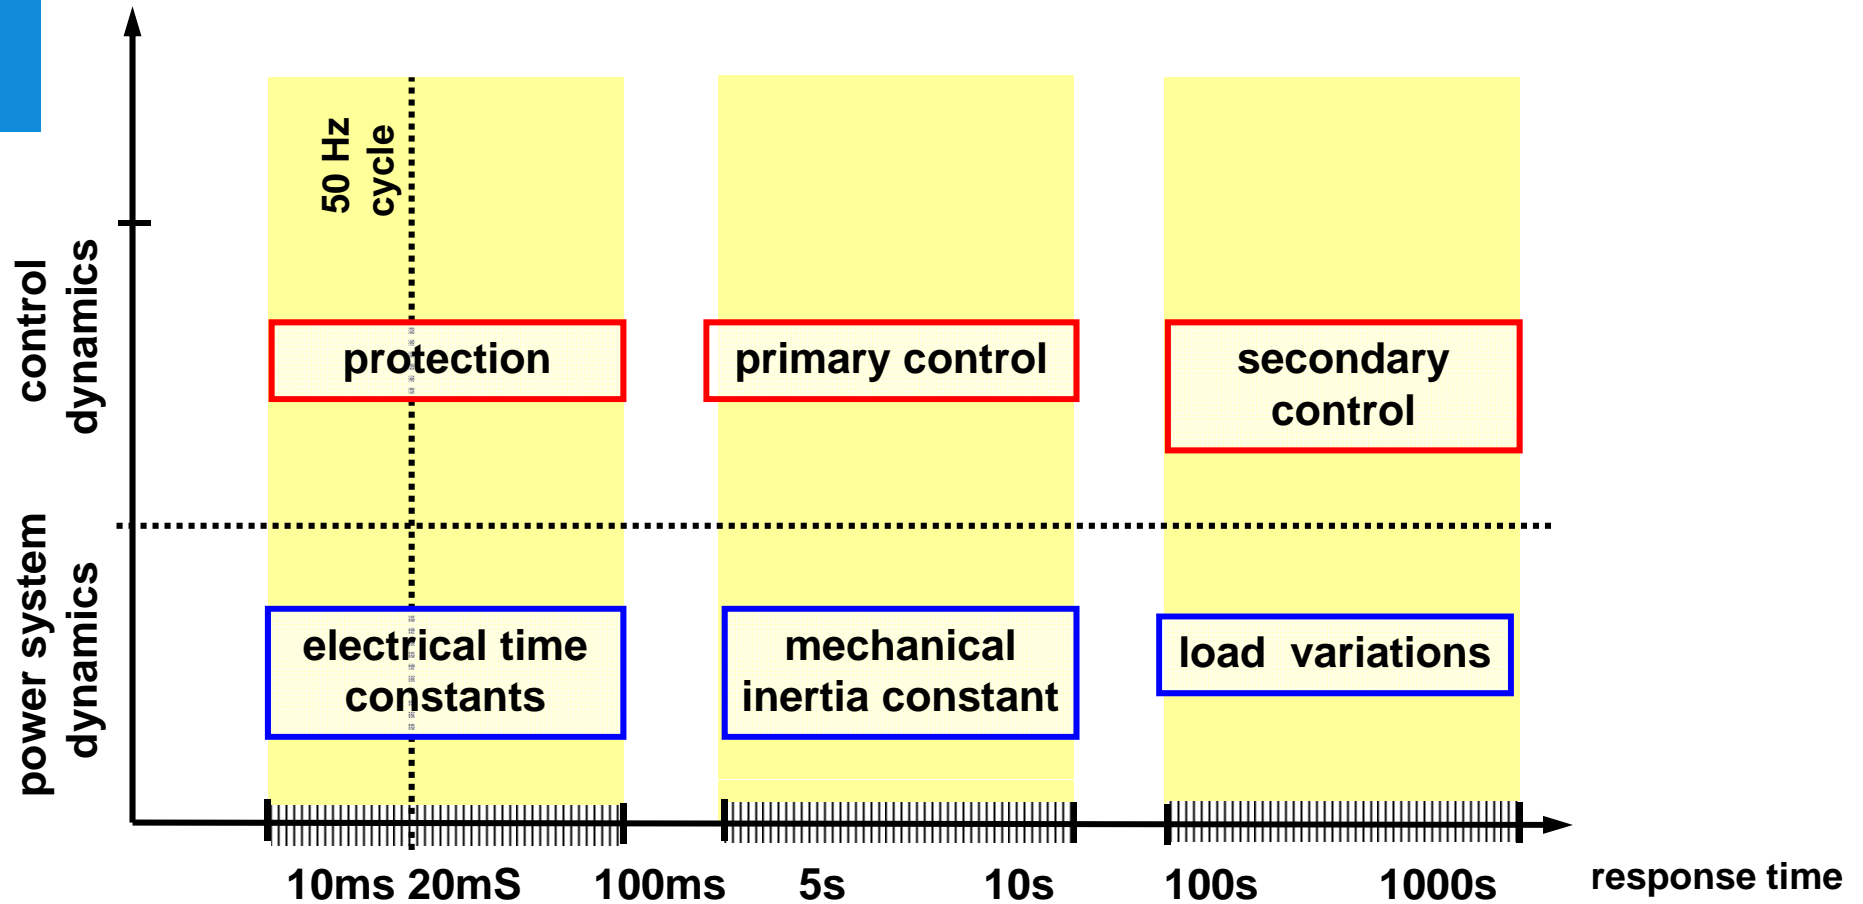 50 Hz
cycle
control
dynamics
protection
primary control
secondary
control
power system
dynamics
electrical time
constants
mechanical
inertia constant
load  variations
10ms 20mS 100ms 5s 10s 100s 1000s response time